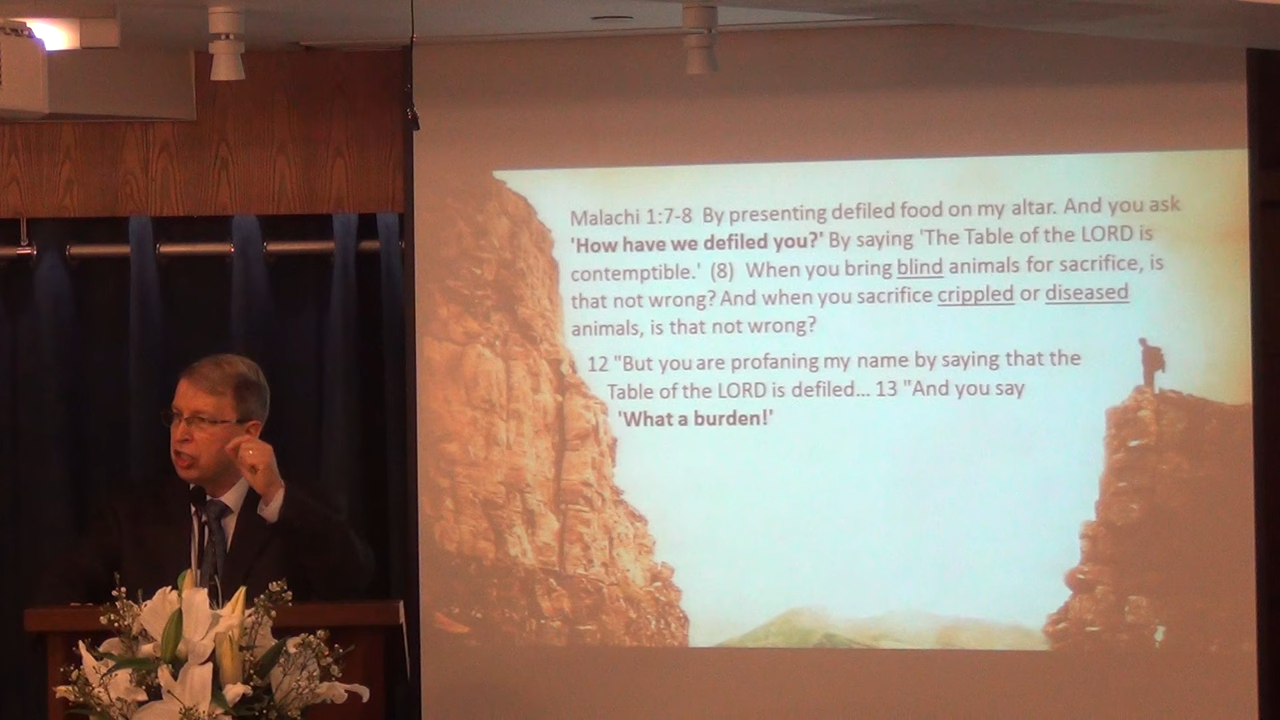 Malachi 1:7-8  By presenting defiled food on my altar. And you ask
'How have we defiled you?' By saying 'The Table of the LORD is
contemptible.'  (8)  When you bring blind animals for sacrifice, is
that not wrong? And when you sacrifice crippled or diseased
animals, is that not wrong?
12 "But you are profaning my name by saying that the
Table of the LORD is defiled... 13 "And you say
'What a burden!'